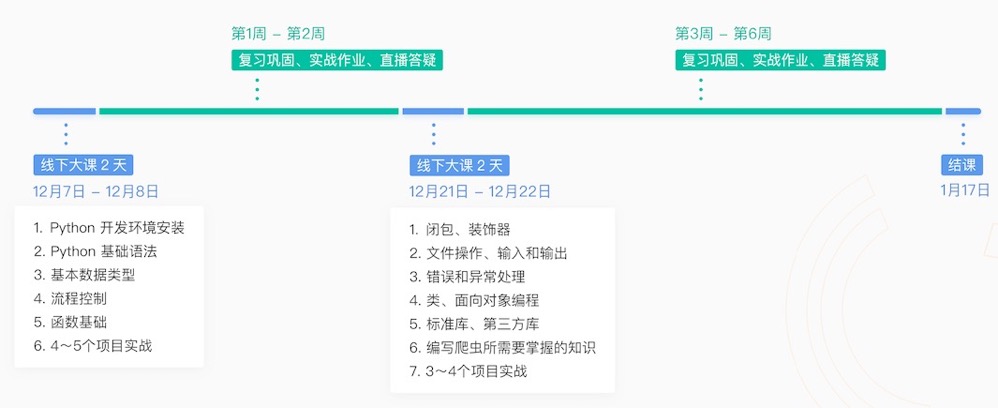 第1周 – 第2周
复习巩固、实战作业、直播答疑
第3周 – 第6周
复习巩固、实战作业、直播答疑
线下大课 2 天
12月7日 – 12月8日
1. Python 开发环境安装
2. Python 基础语法
3. 基本数据类型
4. 流程控制
5. 函数基础
6. 4~5个项目实战
线下大课 2 天
12月21日 – 12月22日
1. 闭包、装饰器
2. 文件操作、输入和输出
3. 错误和异常处理
4. 类、面向对象编程
5. 标准库、第三方库
6. 编写爬虫所需要掌握的知识
7. 3~4个项目实战
结课
1月17日